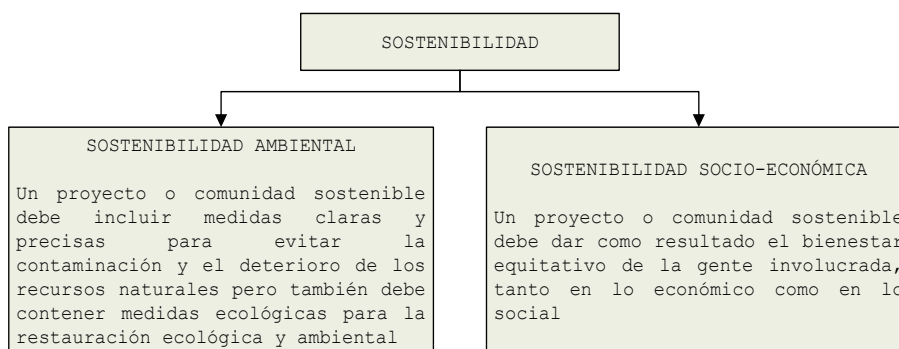 SOSTENIBILIDAD
SOSTENIBILIDAD AMBIENTAL
Un proyecto o comunidad sostenible
debe incluir medidas claras y
precisas para evitar la
contaminación y el deterioro de los
recursos naturales pero también debe
contener medidas ecológicas para la
restauración ecológica y ambiental
SOSTENIBILIDAD SOCIO-ECONÓMICA
Un proyecto o comunidad sostenible
debe dar como resultado el bienestar
equitativo de la gente involucrada,
tanto en lo económico como en lo
social